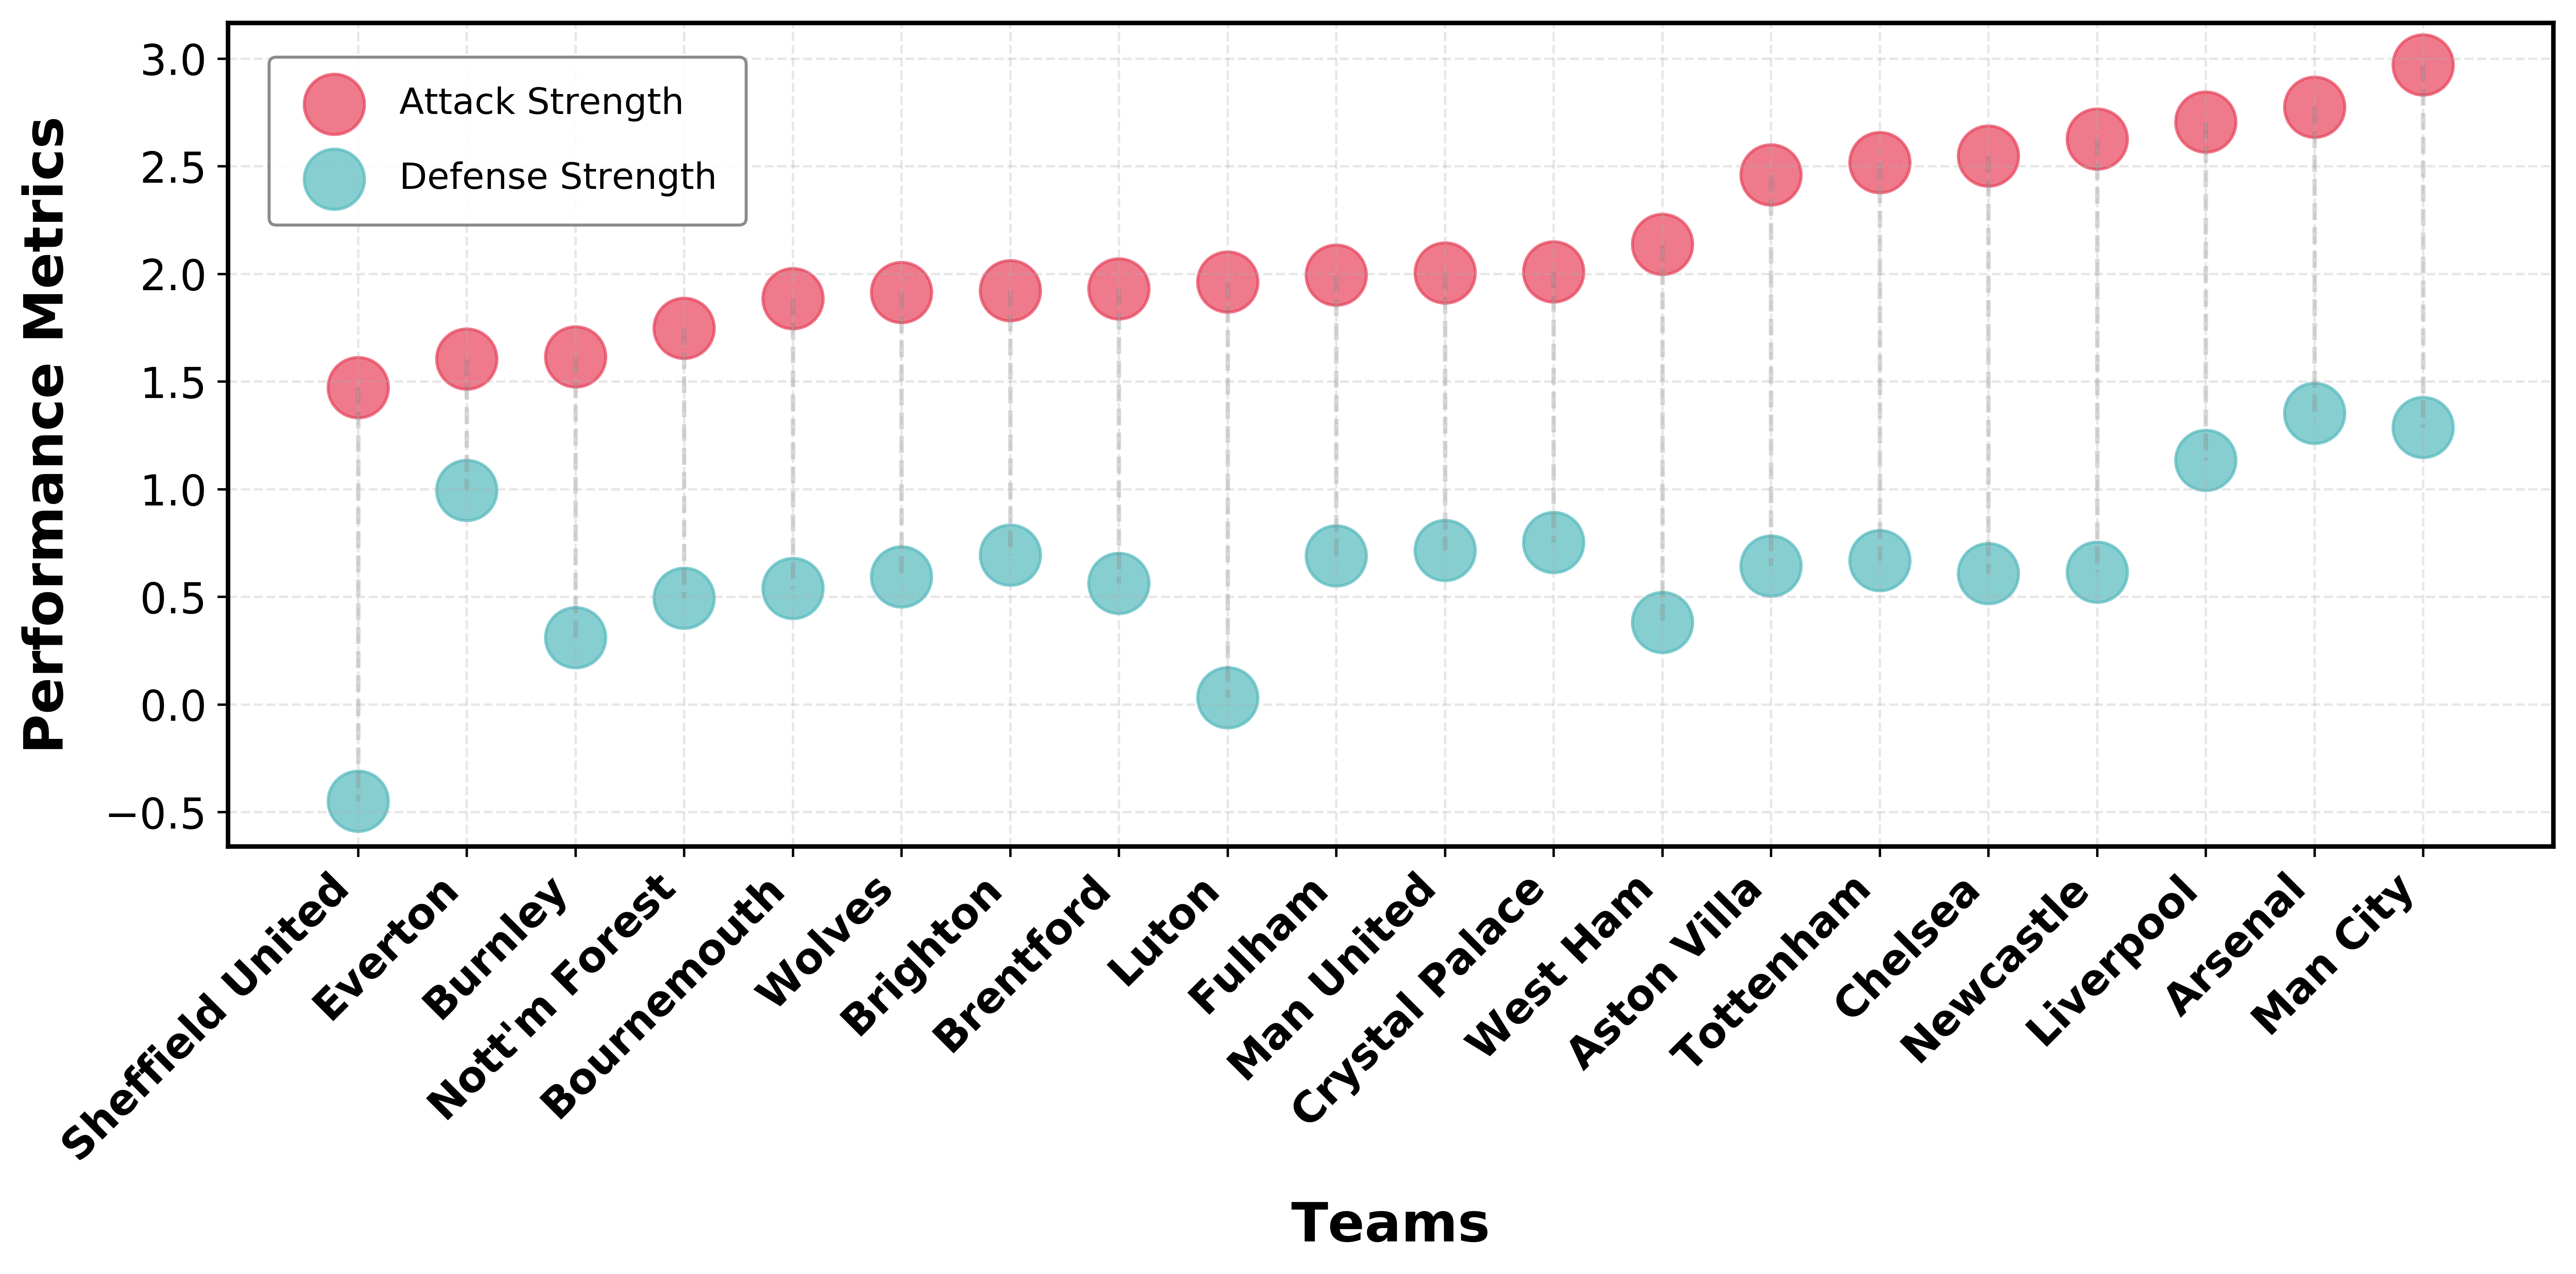 Performance Metrics
3.0
2.5
2.0
1.5
1.0
0.5
0.0
−0.5
Attack Strength
Defense Strength
Sheffield United
Everton
Burnley
Nott'm Forest
Bournemouth
Wolves
Brighton
Brentford
Luton
Fulham
Man United
Crystal Palace
West Ham
Aston Villa
Tottenham
Chelsea
Newcastle
Liverpool
Arsenal
Man City
Teams